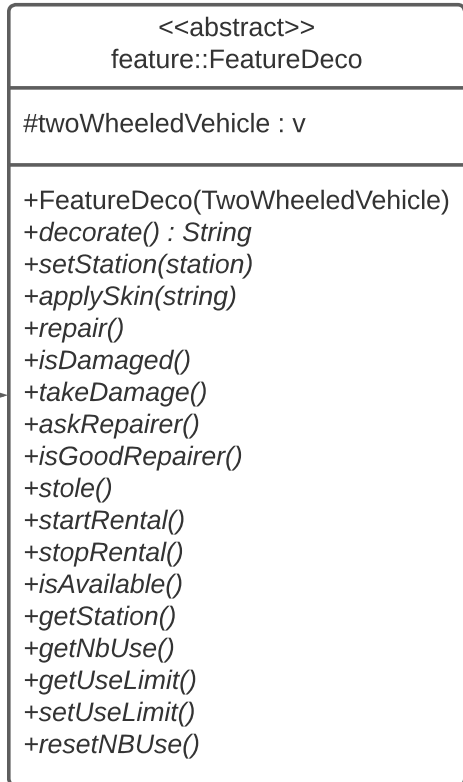 <<abstract>>
feature::FeatureDeco
#twoWheeledVehicle : v
+FeatureDeco(TwoWheeledVehicle)
+decorate() : String
+setStation(station)
+applySkin(string)
+repair()
+isDamaged()
+takeDamage()
+askRepairer()
+isGoodRepairer()
+stole()
+startRental()
+stopRental()
+isAvailable()
+getStation()
+getNbUse()
+getUseLimit()
+setUseLimit()
+resetNBUse()